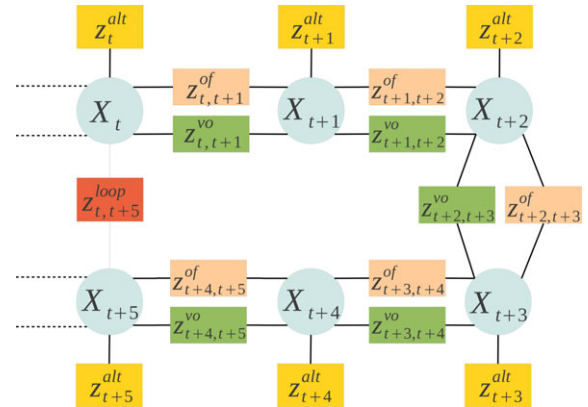 z_t^{alt} z_{t+1}^{alt} z_{t+2}^{alt}
z_{t,t+1}^{of} z_{t+1,t+2}^{of}
X_t X_{t+1} X_{t+2}
z_{t,t+1}^{vo} z_{t+1,t+2}^{vo}
z_{t,t+5}^{loop} z_{t+2,t+3}^{vo} z_{t+2,t+3}^{of}
z_{t+4,t+5}^{of} z_{t+3,t+4}^{of}
X_{t+5} X_{t+4} X_{t+3}
z_{t+4,t+5}^{vo} z_{t+3,t+4}^{vo}
z_{t+5}^{alt} z_{t+4}^{alt} z_{t+3}^{alt}